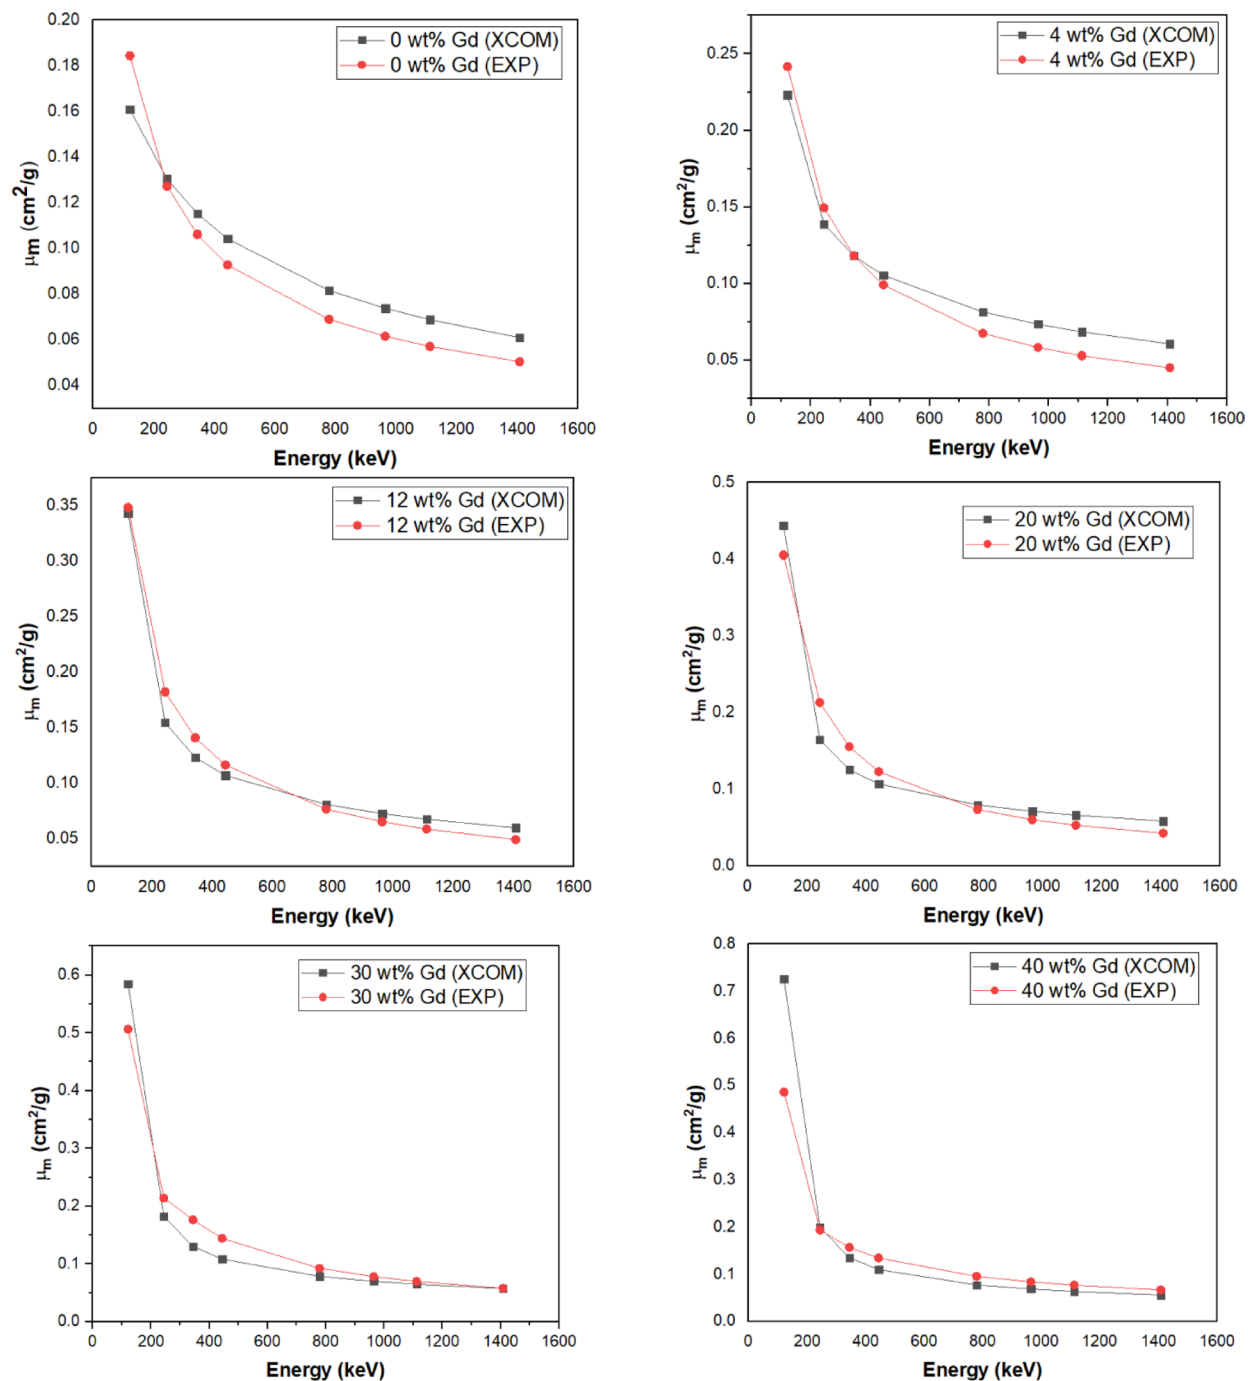 0 wt% Gd (XCOM)
0 wt% Gd (EXP)
0.20
0.18
0.16
0.14
0.12
0.10
0.08
0.06
0.04
μm (cm²/g)
0 200 400 600 800 1000 1200 1400 1600
Energy (keV)
4 wt% Gd (XCOM)
4 wt% Gd (EXP)
0.25
0.20
0.15
0.10
0.05
μm (cm²/g)
0 200 400 600 800 1000 1200 1400 1600
Energy (keV)
12 wt% Gd (XCOM)
12 wt% Gd (EXP)
0.35
0.30
0.25
0.20
0.15
0.10
0.05
μm (cm²/g)
0 200 400 600 800 1000 1200 1400 1600
Energy (keV)
20 wt% Gd (XCOM)
20 wt% Gd (EXP)
0.5
0.4
0.3
0.2
0.1
0.0
μm (cm²/g)
0 200 400 600 800 1000 1200 1400 1600
Energy (keV)
30 wt% Gd (XCOM)
30 wt% Gd (EXP)
0.6
0.5
0.4
0.3
0.2
0.1
0.0
μm (cm²/g)
0 200 400 600 800 1000 1200 1400 1600
Energy (keV)
40 wt% Gd (XCOM)
40 wt% Gd (EXP)
0.8
0.7
0.6
0.5
0.4
0.3
0.2
0.1
0.0
μm (cm²/g)
0 200 400 600 800 1000 1200 1400 1600
Energy (keV)